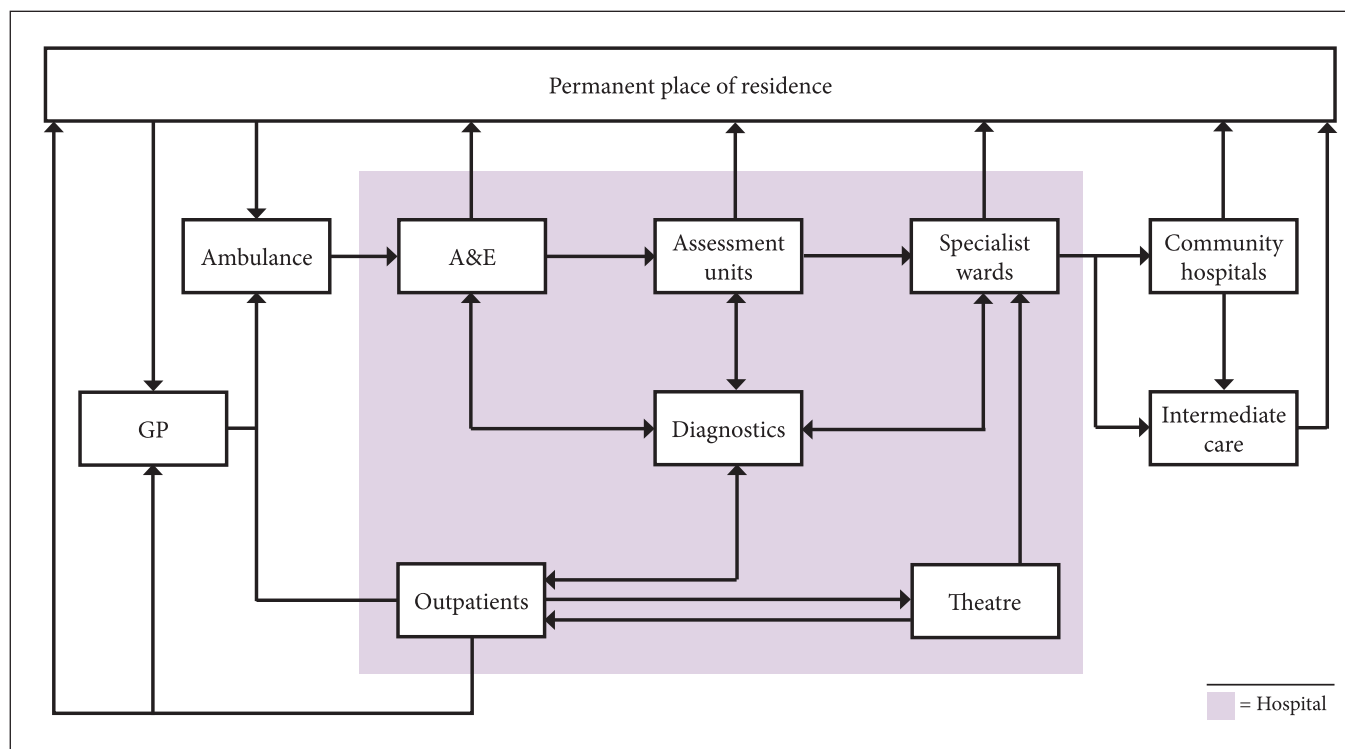 Permanent place of residence
Ambulance
A&E
Assessment
units
Specialist
wards
Community
hospitals
GP
Diagnostics
Intermediate
care
Outpatients
Theatre
= Hospital